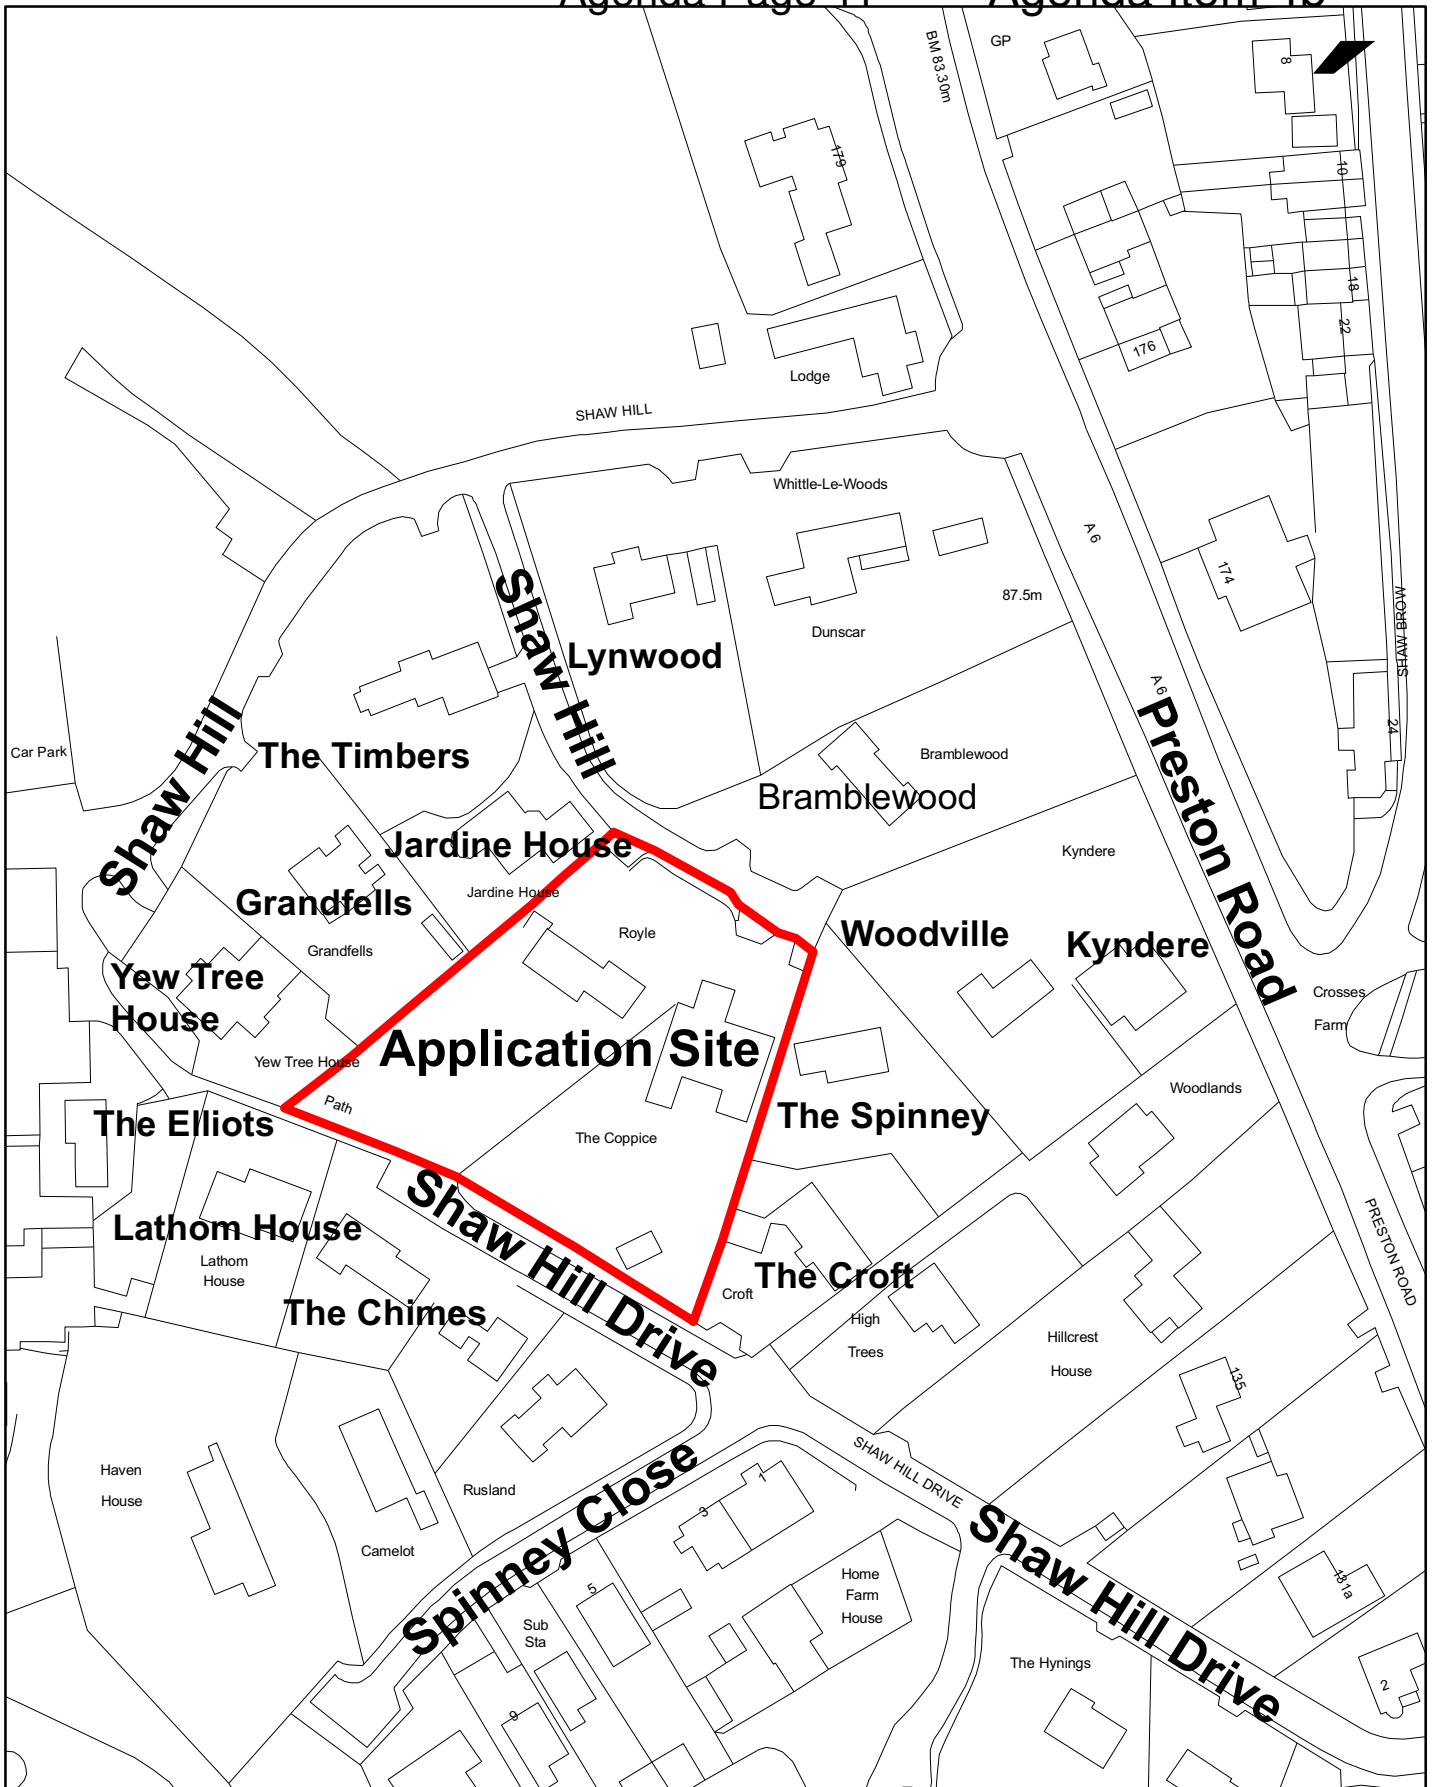 BM 83.30m
GP
8
179
10
18
22
176
Lodge
SHAW HILL
Whittle-Le-Woods
A 6
174
87.5m
Shaw Hill
Lynwood
Dunscar
SHAW BROW
A 6
Preston Road
24
Shaw Hill
Car Park
The Timbers
Bramblewood
Bramblewood
Jardine House
Kyndere
Jardine House
Grandfells
Royle
Woodville
Kyndere
Grandfells
Yew Tree
House
Crosses
Farm
Application Site
Yew Tree House
Woodlands
Path
The Elliots
The Spinney
The Coppice
Lathom House
Shaw Hill Drive
PRESTON ROAD
Lathom
House
The Croft
Croft
The Chimes
High
Trees
Hillcrest
House
135
Haven
House
Rusland
SHAW HILL DRIVE
1
3
Spinney Close
Shaw Hill Drive
Camelot
5
Home
Farm
House
131a
Sub
Sta
The Hynings
2
9